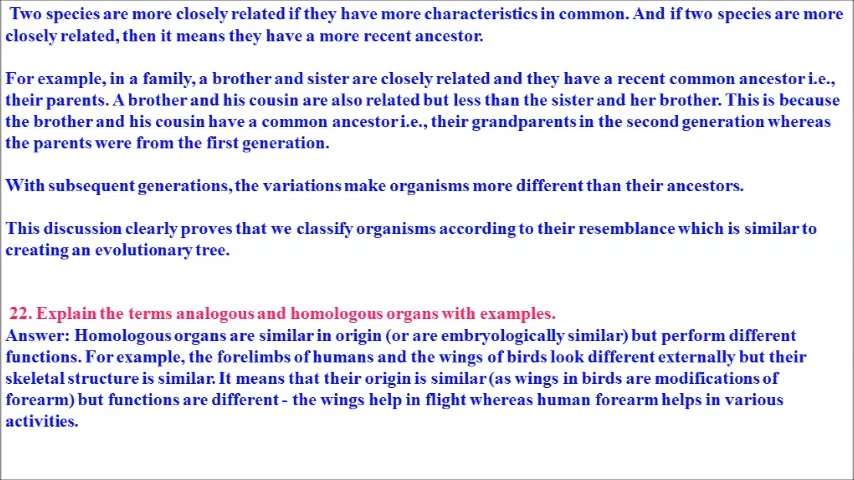 Two species are more closely related if they have more characteristics in common. And if two species are more
closely related, then it means they have a more recent ancestor.
For example, in a family, a brother and sister are closely related and they have a recent common ancestor i.e.,
their parents. A brother and his cousin are also related but less than the sister and her brother. This is because
the brother and his cousin have a common ancestor i.e., their grandparents in the second generation whereas
the parents were from the first generation.
With subsequent generations, the variations make organisms more different than their ancestors.
This discussion clearly proves that we classify organisms according to their resemblance which is similar to
creating an evolutionary tree.
22. Explain the terms analogous and homologous organs with examples.
Answer: Homologous organs are similar in origin (or are embryologically similar) but perform different
functions. For example, the forelimbs of humans and the wings of birds look different externally but their
skeletal structure is similar. It means that their origin is similar (as wings in birds are modifications of
forearm) but functions are different - the wings help in flight whereas human forearm helps in various
activities.